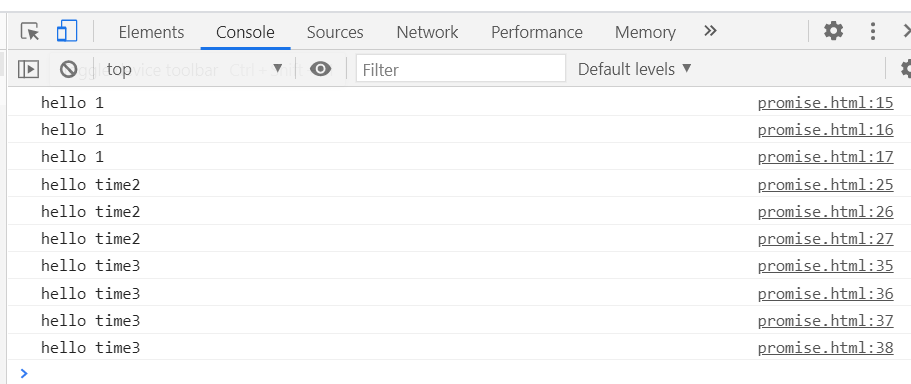 Elements Console Sources Network Performance Memory »
top Filter Default levels ▼
hello 1 promise.html:15
hello 1 promise.html:16
hello 1 promise.html:17
hello time2 promise.html:25
hello time2 promise.html:26
hello time2 promise.html:27
hello time3 promise.html:35
hello time3 promise.html:36
hello time3 promise.html:37
hello time3 promise.html:38
>